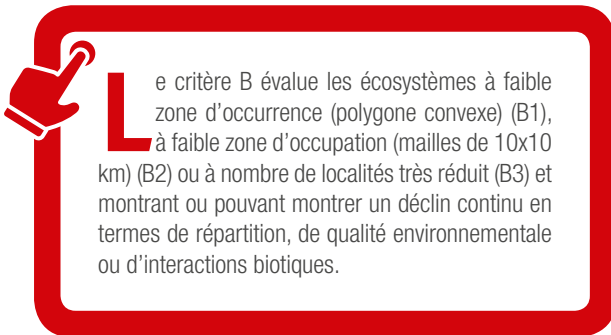 Le critère B évalue les écosystèmes à faible
zone d'occurrence (polygone convexe) (B1),
à faible zone d'occupation (mailles de 10x10
km) (B2) ou à nombre de localités très réduit (B3) et
montrant ou pouvant montrer un déclin continu en
termes de répartition, de qualité environnementale
ou d'interactions biotiques.